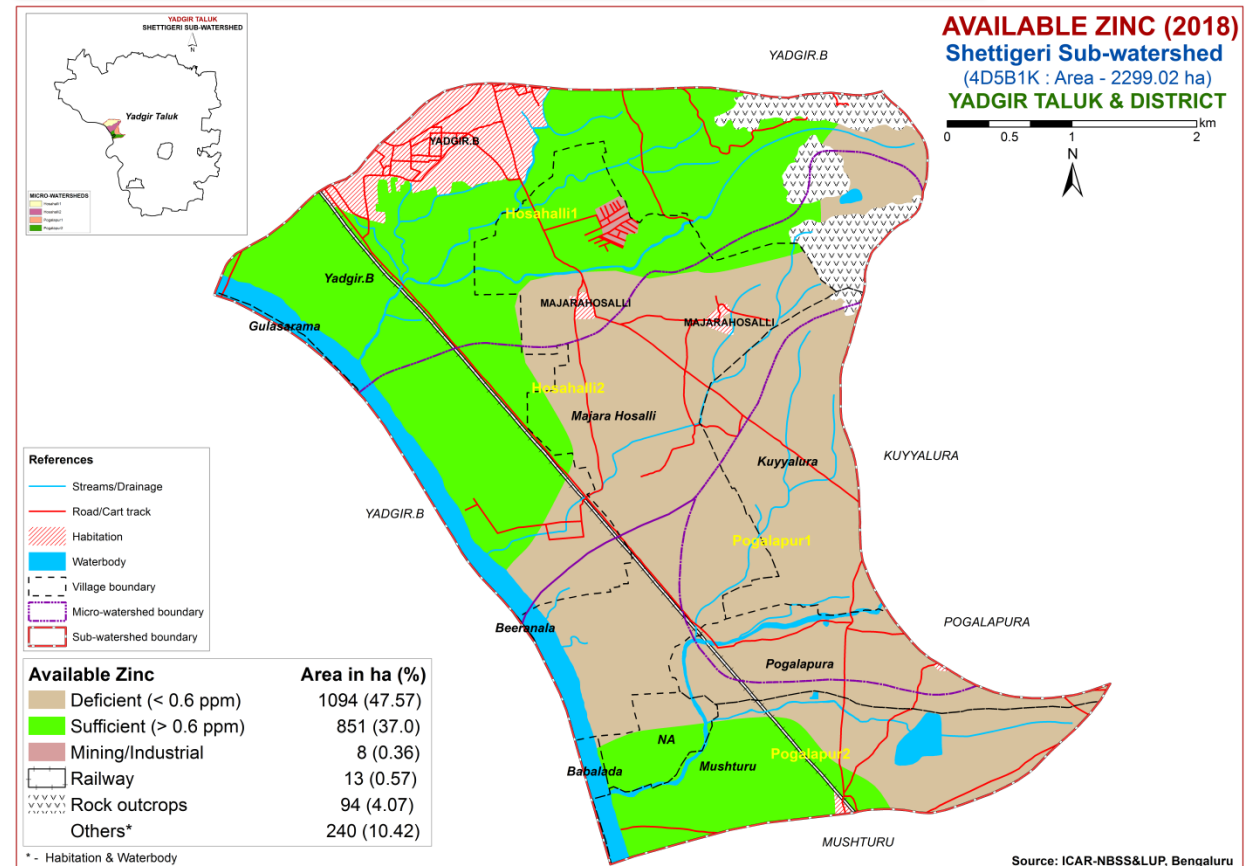 YADGIR TALUK
SHETTIGERI SUB-WATERSHED
N
Yadgir Taluk
MICRO-WATERSHEDS
Hosahalli1
Hosahalli2
Pogalapur1
Pogalapur2
AVAILABLE ZINC (2018)
Shettigeri Sub-watershed
(4D5B1K : Area - 2299.02 ha)
YADGIR TALUK & DISTRICT
km
0 0.5 1 2
N
YADGIR.B
YADGIR.B
Hosahalli1
Yadgir.B
MAJARAHOSALLI
MAJARAHOSALLI
Gulasarama
Hosahalli2
Majara Hosalli
Kuyyalura
KUYYALURA
YADGIR.B
Pogalapur1
Beeranala
POGALAPURA
Pogalapura
NA
Mushturu
Pogalapur2
Babalada
MUSHTURU
References
Streams/Drainage
Road/Cart track
Habitation
Waterbody
Village boundary
Micro-watershed boundary
Sub-watershed boundary
Available Zinc Area in ha (%)
Deficient (< 0.6 ppm) 1094 (47.57)
Sufficient (> 0.6 ppm) 851 (37.0)
Mining/Industrial 8 (0.36)
Railway 13 (0.57)
Rock outcrops 94 (4.07)
Others* 240 (10.42)
* - Habitation & Waterbody
Source: ICAR-NBSS&LUP, Bengaluru